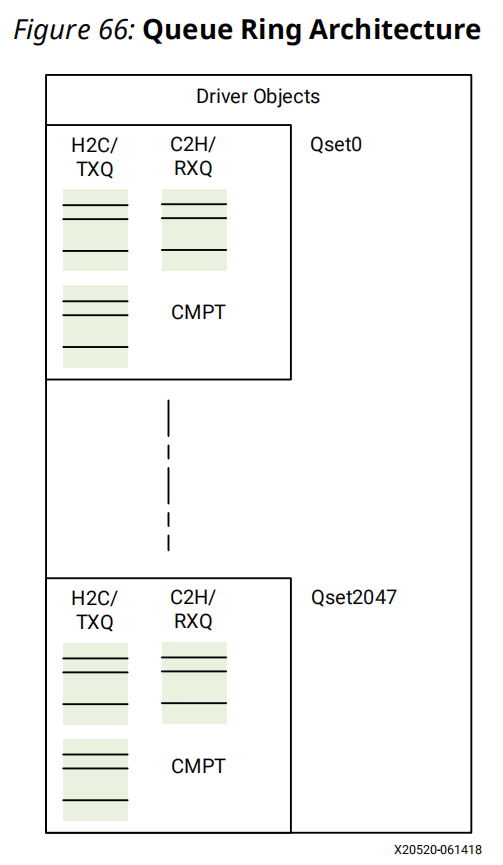 Figure 66: Queue Ring Architecture
Driver Objects
H2C/
TXQ
C2H/
RXQ
Qset0
CMPT
H2C/
TXQ
C2H/
RXQ
Qset2047
CMPT
X20520-061418